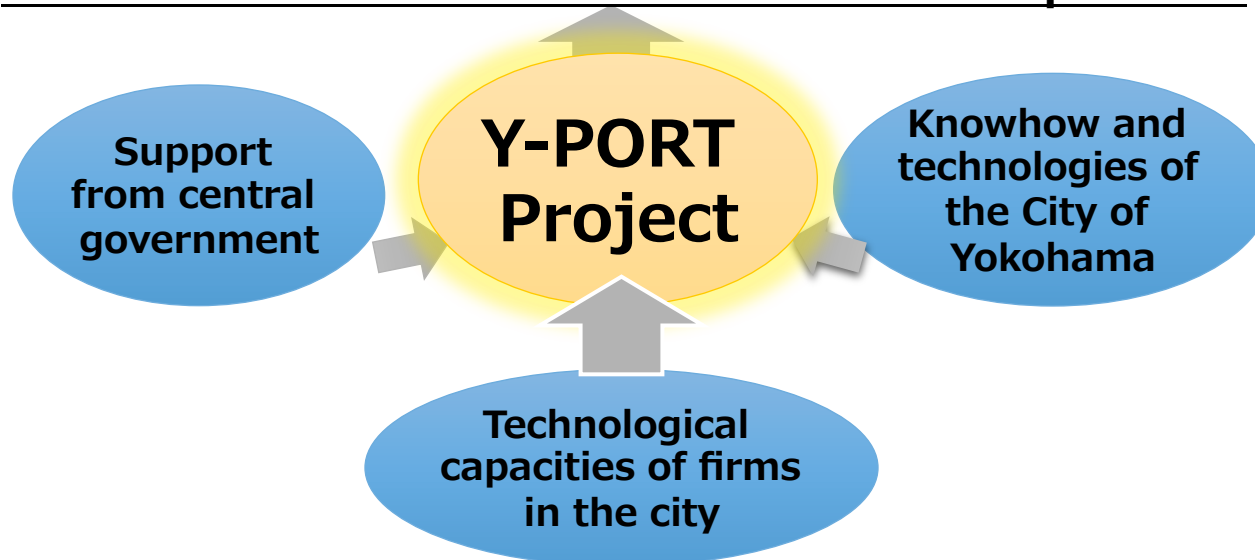 Support
from central
government
Y-PORT
Project
Knowhow and
technologies of
the City of
Yokohama
Technological
capacities of firms
in the city